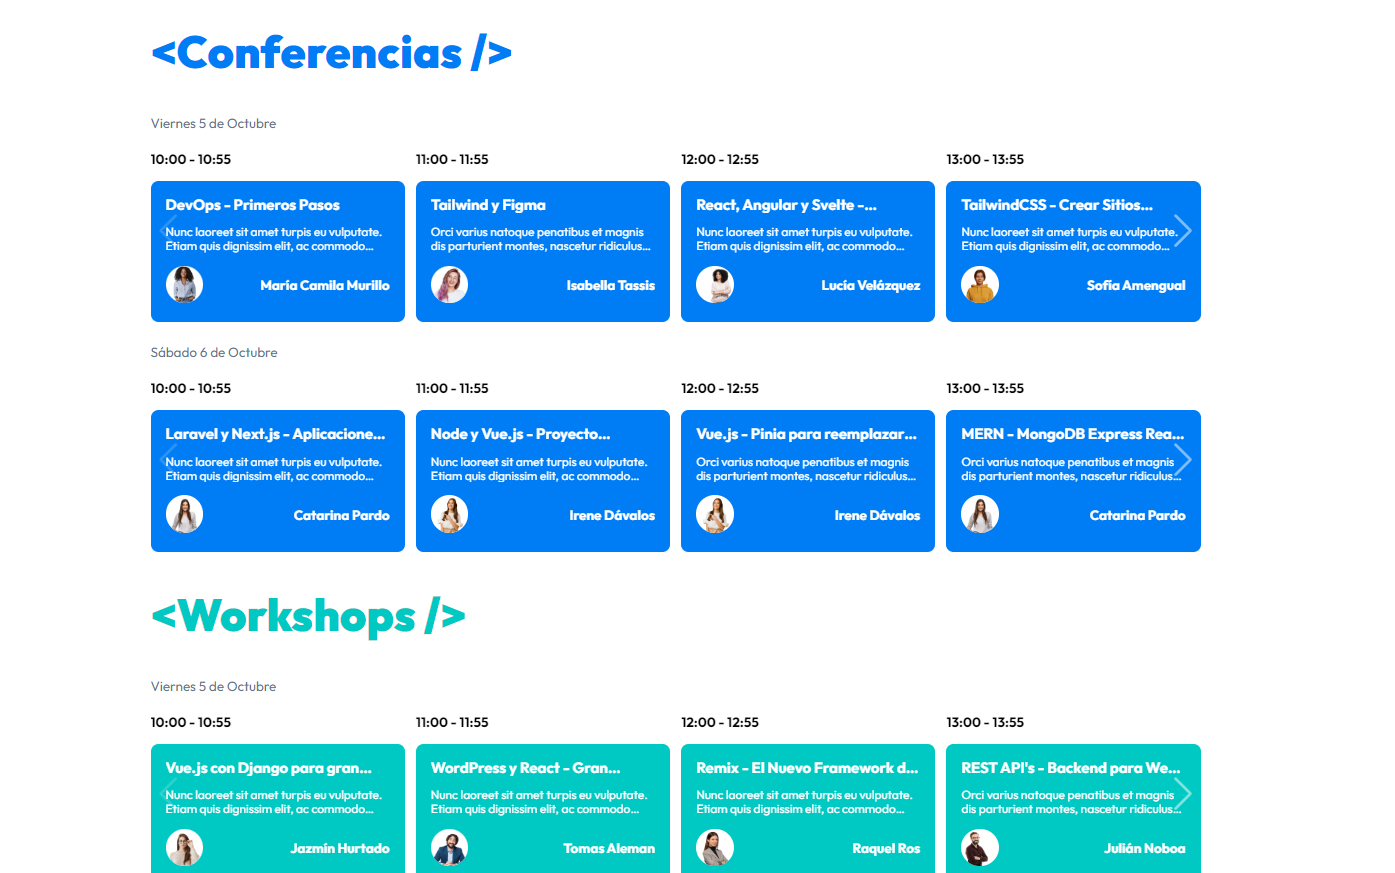 <Conferencias />
Viernes 5 de Octubre
10:00 - 10:55
DevOps - Primeros Pasos
Nunc laoreet sit amet turpis eu vulputate.
Etiam quis dignissim elit, ac commodo...
María Camila Murillo
11:00 - 11:55
Tailwind y Figma
Orci varius natoque penatibus et magnis
dis parturient montes, nascetur ridiculus...
Isabella Tassis
12:00 - 12:55
React, Angular y Svelte -...
Nunc laoreet sit amet turpis eu vulputate.
Etiam quis dignissim elit, ac commodo...
Lucía Velázquez
13:00 - 13:55
TailwindCSS - Crear Sitios...
Nunc laoreet sit amet turpis eu vulputate.
Etiam quis dignissim elit, ac commodo...
Sofia Amengual
Sábado 6 de Octubre
10:00 - 10:55
Laravel y Next.js - Aplicacione...
Nunc laoreet sit amet turpis eu vulputate.
Etiam quis dignissim elit, ac commodo...
Catarina Pardo
11:00 - 11:55
Node y Vue.js - Proyecto...
Nunc laoreet sit amet turpis eu vulputate.
Etiam quis dignissim elit, ac commodo...
Irene Dávalos
12:00 - 12:55
Vue.js - Pinia para reemplazar...
Orci varius natoque penatibus et magnis
dis parturient montes, nascetur ridiculus...
Irene Dávalos
13:00 - 13:55
MERN - MongoDB Express Rea...
Orci varius natoque penatibus et magnis
dis parturient montes, nascetur ridiculus...
Catarina Pardo
<Workshops />
Viernes 5 de Octubre
10:00 - 10:55
Vue.js con Django para gran...
Nunc laoreet sit amet turpis eu vulputate.
Etiam quis dignissim elit, ac commodo...
Jazmín Hurtado
11:00 - 11:55
WordPress y React - Gran...
Nunc laoreet sit amet turpis eu vulputate.
Etiam quis dignissim elit, ac commodo...
Tomas Aleman
12:00 - 12:55
Remix - El Nuevo Framework d...
Nunc laoreet sit amet turpis eu vulputate.
Etiam quis dignissim elit, ac commodo...
Raquel Ros
13:00 - 13:55
REST API's - Backend para We...
Orci varius natoque penatibus et magnis
dis parturient montes, nascetur ridiculus...
Julián Noboa